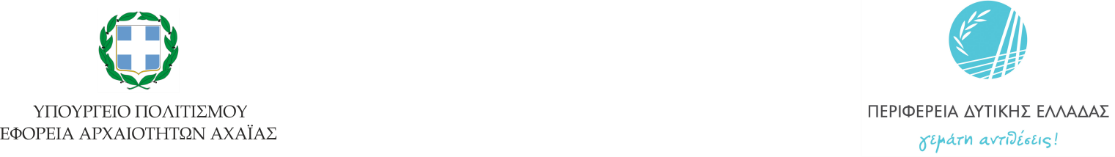 ΥΠΟΥΡΓΕΙΟ ΠΟΛΙΤΙΣΜΟΥ
ΕΦΟΡΕΙΑ ΑΡΧΑΙΟΤΗΤΩΝ ΑΧΑΪΑΣ
ΠΕΡΙΦΕΡΕΙΑ ΔΥΤΙΚΗΣ ΕΛΛΑΔΑΣ
γεμάτη αντιθέσεις!